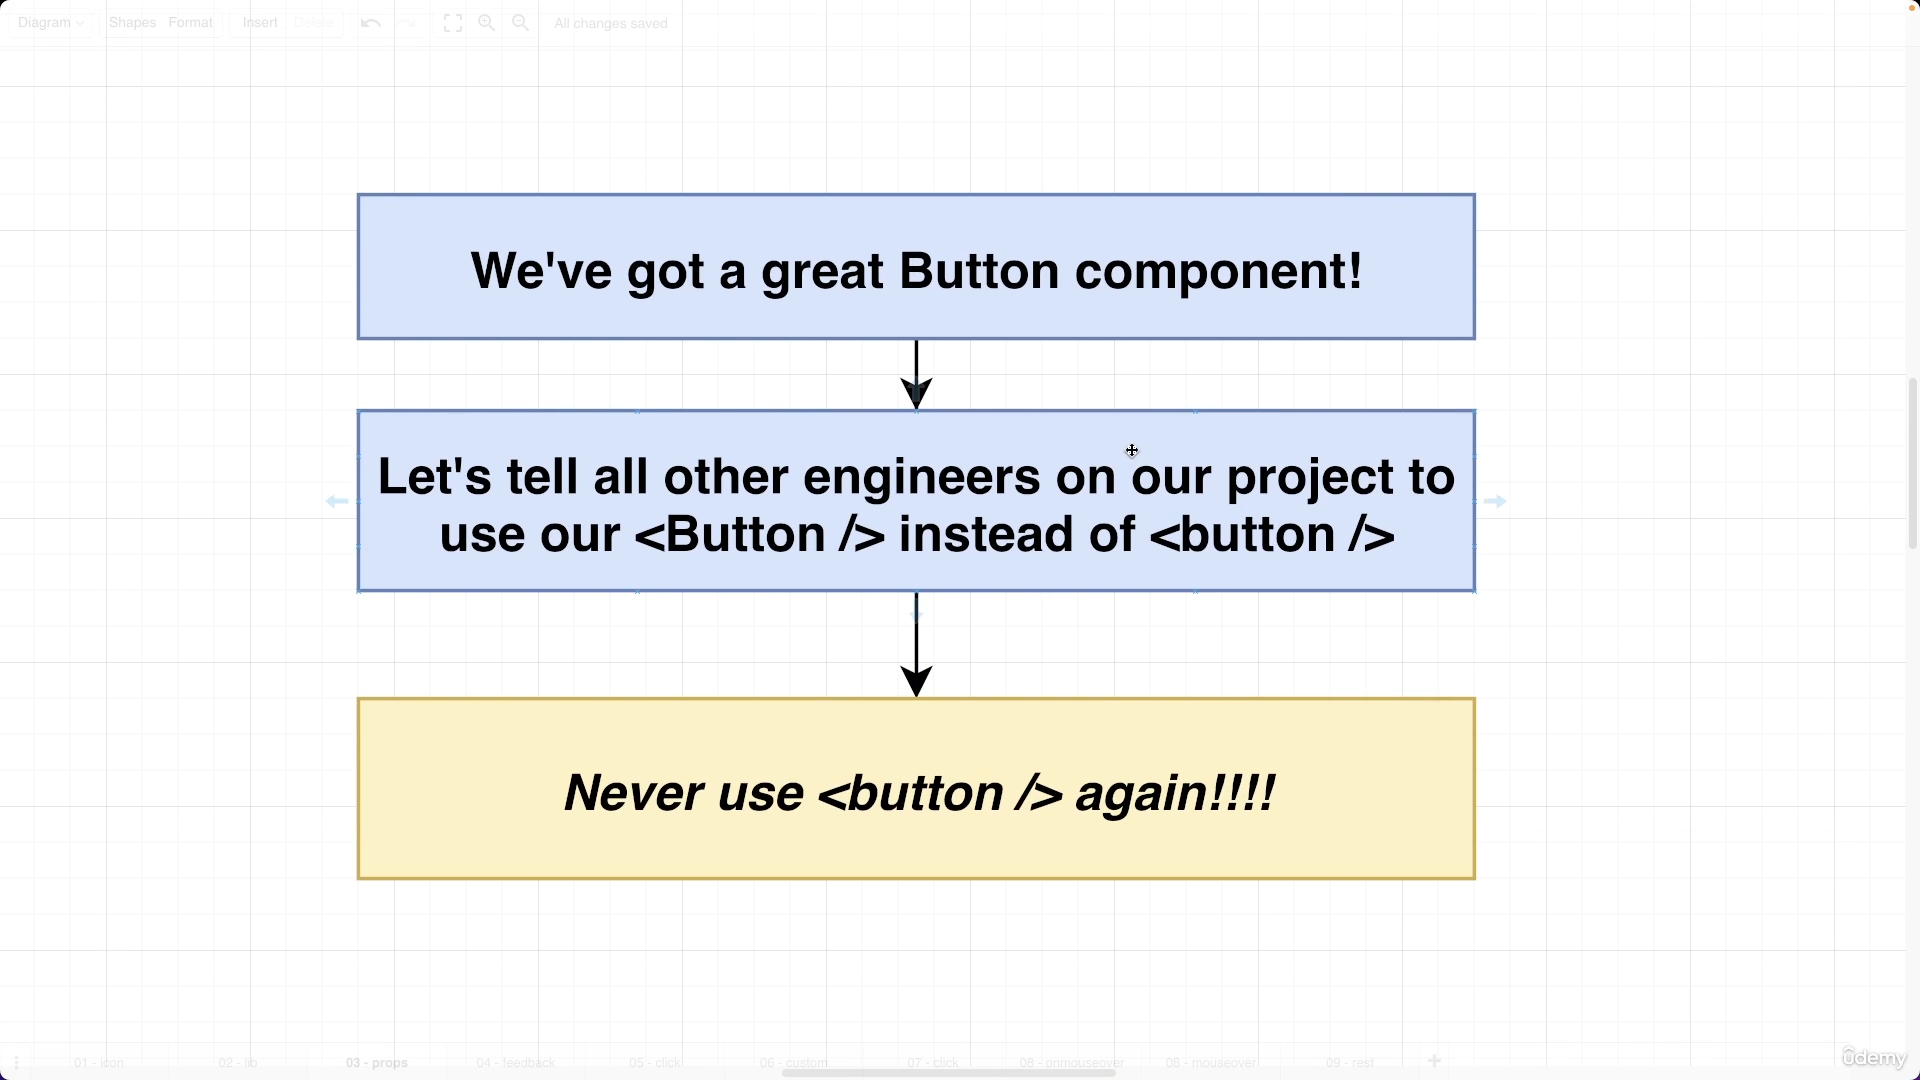 Diagram
Shapes
Format
Insert
Delete
All changes saved
We've got a great Button component!
Let's tell all other engineers on our project to
use our <Button /> instead of <button />
Never use <button /> again!!!!
01 - icon
02 - lib
03 - props
04 - feedback
05 - click
06 - custom
07 - click
08 - onmouseover
08 - mouseover
09 - rest
ûdemy